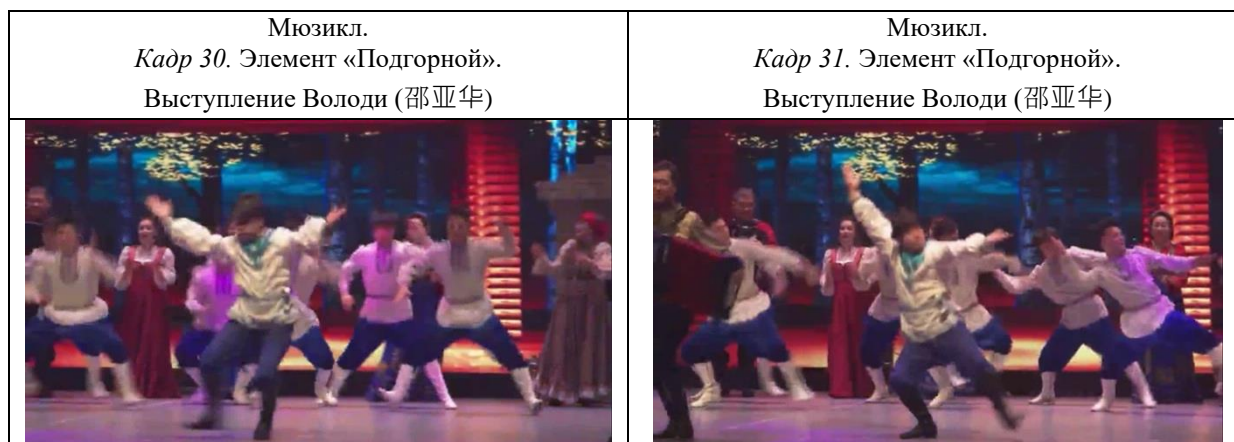 Мюзикл.
Кадр 30. Элемент «Подгорной».
Выступление Володи (邵亚华)
Мюзикл.
Кадр 31. Элемент «Подгорной».
Выступление Володи (邵亚华)